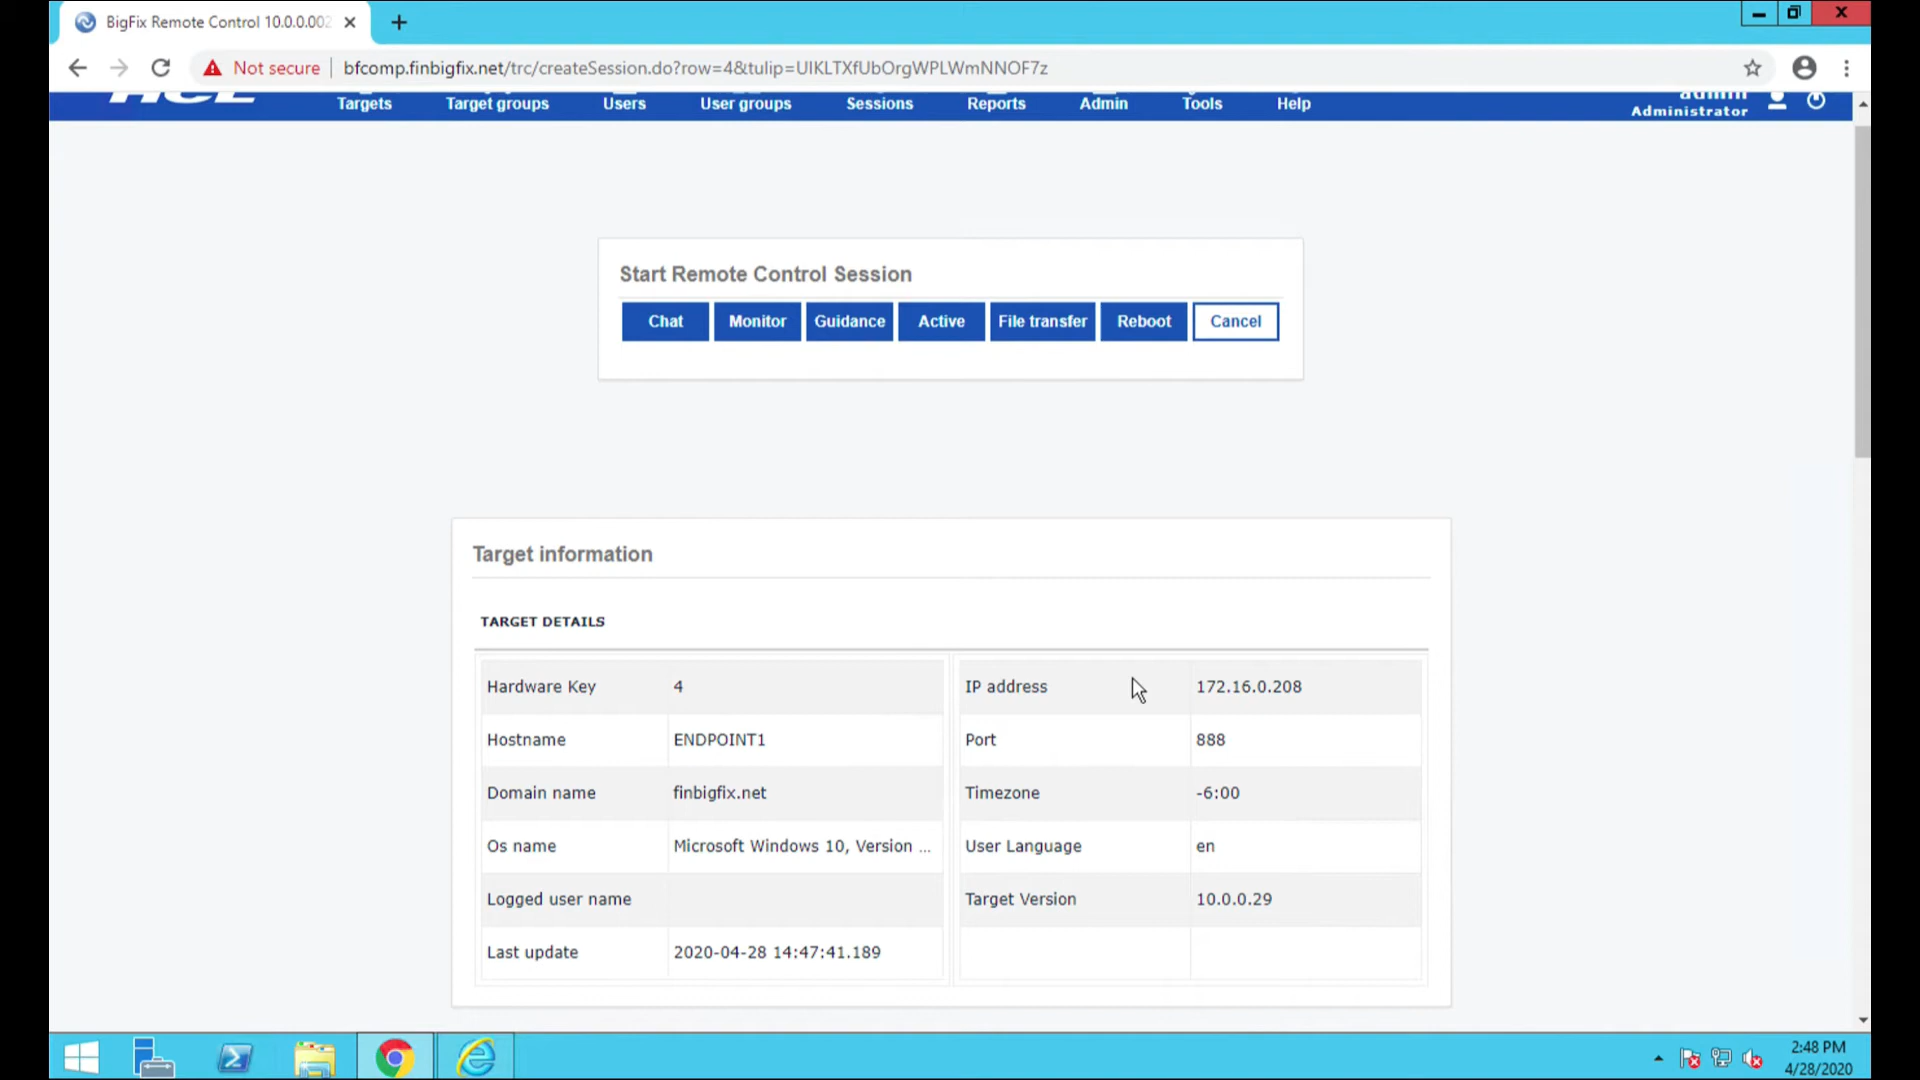 BigFix Remote Control 10.0.0.002
Not secure
bfcomp.finbigfix.net/trc/createSession.do?row=4&tulip=UIKLTXfUbOrgWPLWmNNOF7z
HCL
Targets Target groups Users User groups Sessions Reports Admin Tools Help
admin
Administrator
Start Remote Control Session
Chat Monitor Guidance Active File transfer Reboot Cancel
Target information
TARGET DETAILS
Hardware Key 4 IP address 172.16.0.208
Hostname ENDPOINT1 Port 888
Domain name finbigfix.net Timezone -6:00
Os name Microsoft Windows 10, Version ... User Language en
Logged user name Target Version 10.0.0.29
Last update 2020-04-28 14:47:41.189
2:48 PM
4/28/2020